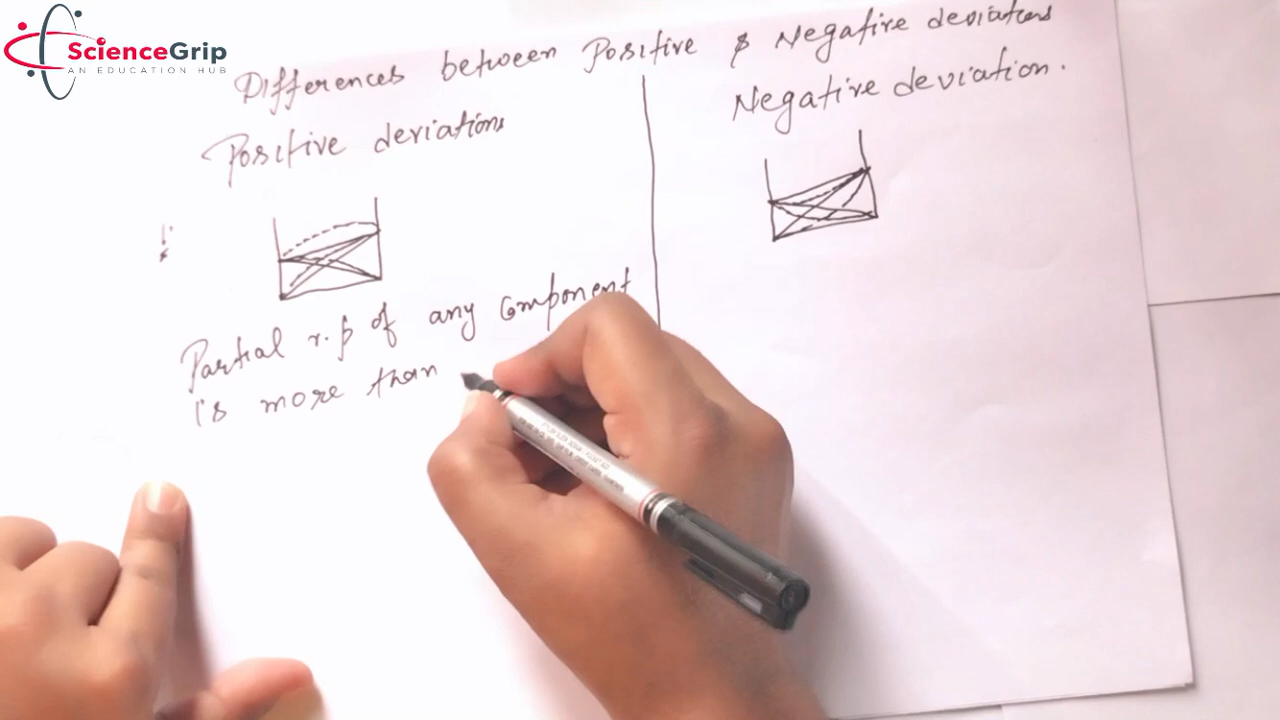 ScienceGrip
AN EDUCATION HUB
Differences between Positive & Negative deviations
Positive deviations
Negative deviation.
Partial v.p of any Component
is more than